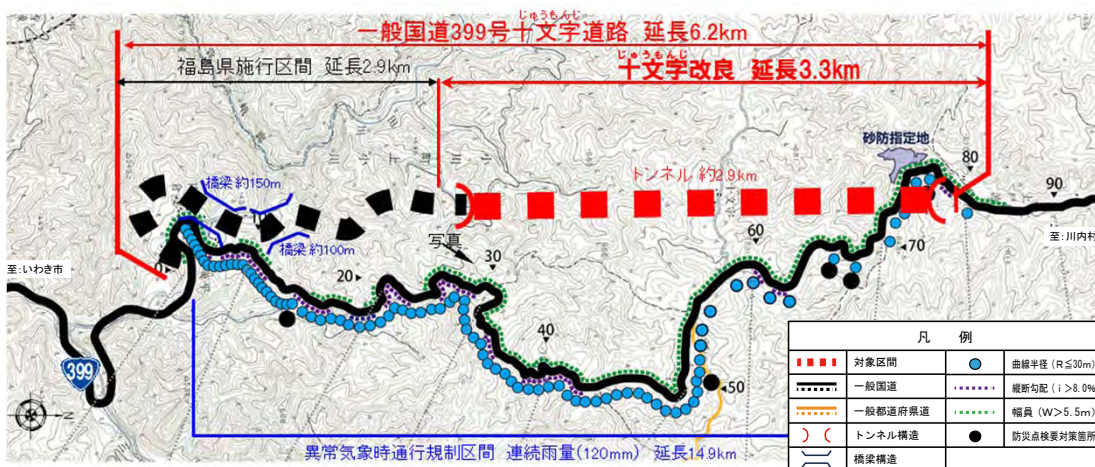 じゅうもんじ
一般国道399号十文字道路 延長6.2km
福島県施行区間 延長2.9km
じゅうもんじ
十文字改良 延長3.3km
砂防指定地
80
橋梁 約150m
トンネル 約2.9km
90
橋梁 約100m
写真
60
70
至:川内村
至:いわき市
0
20
30
40
50
399
N
異常気象時通行規制区間 連続雨量(120mm) 延長14.9km
凡 例
対象区間
曲線半径(R≦30m)
一般国道
縦断勾配(i>8.0%
一般都道府県道
幅員(W>5.5m)
トンネル構造
防災点検要対策箇所
橋梁構造